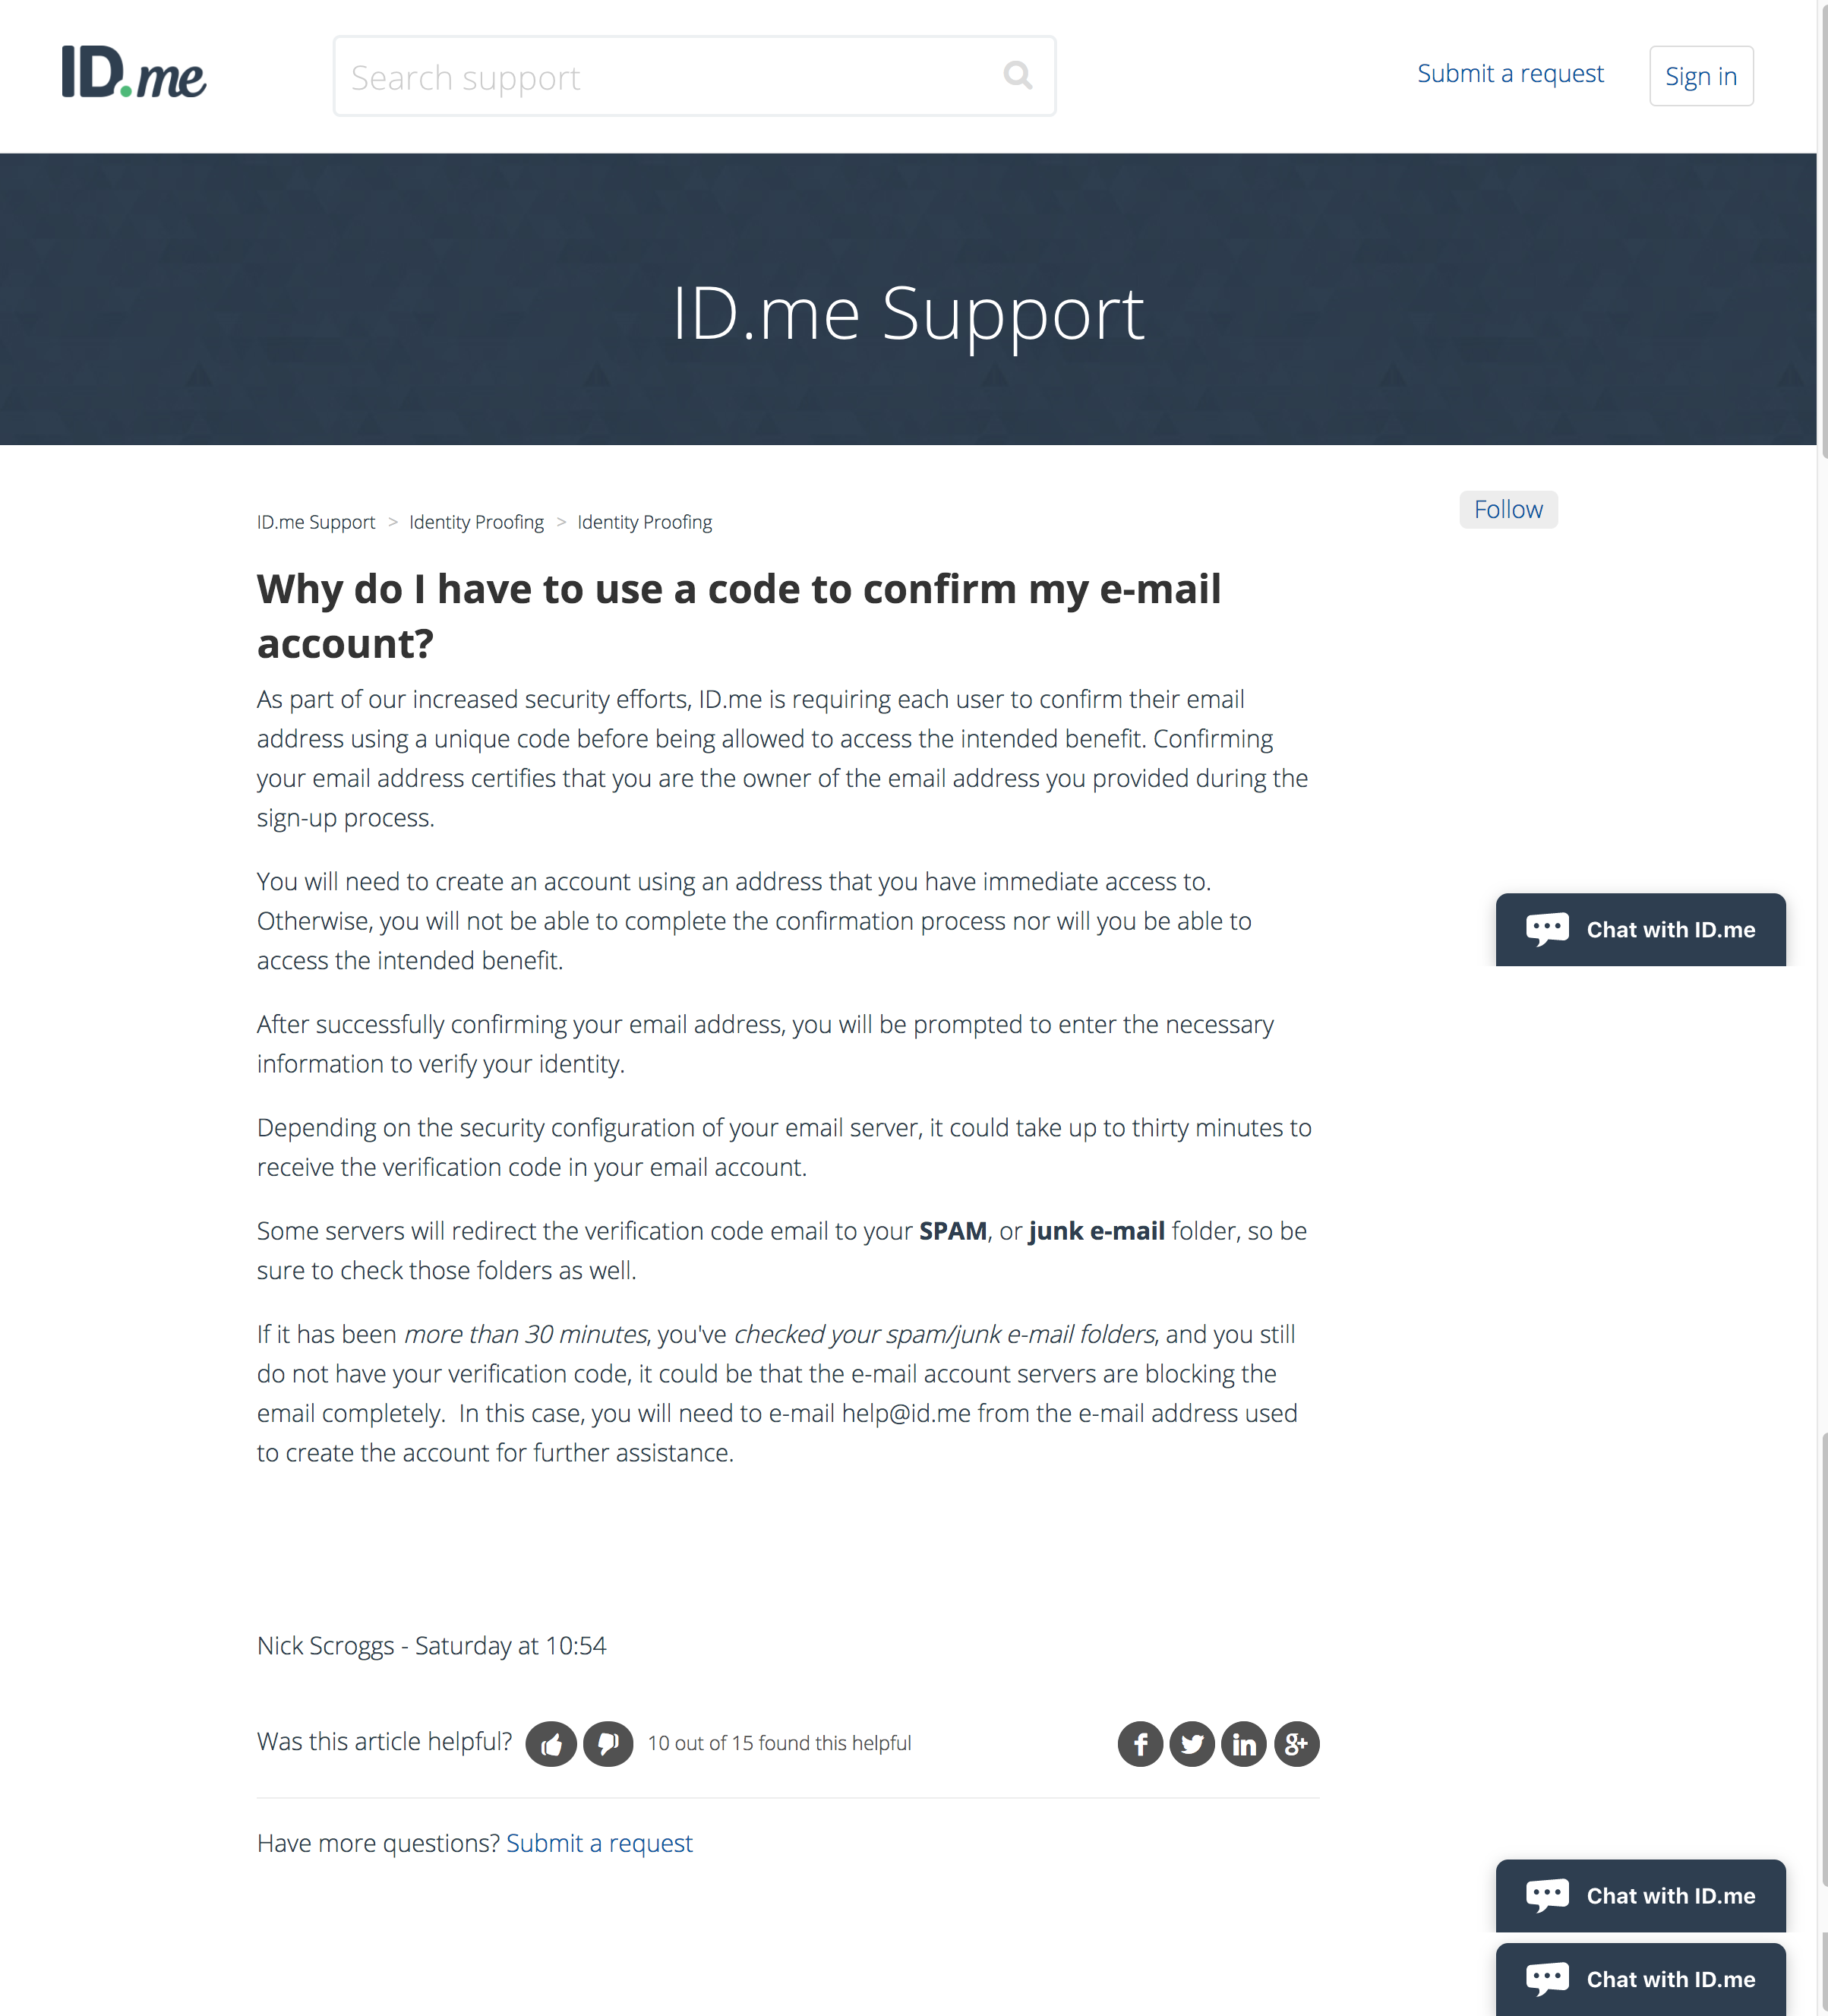 ID.me
Search support
Submit a request
Sign in
ID.me Support
ID.me Support > Identity Proofing > Identity Proofing
Follow
Why do I have to use a code to confirm my e-mail
account?
As part of our increased security efforts, ID.me is requiring each user to confirm their email
address using a unique code before being allowed to access the intended benefit. Confirming
your email address certifies that you are the owner of the email address you provided during the
sign-up process.
You will need to create an account using an address that you have immediate access to.
Otherwise, you will not be able to complete the confirmation process nor will you be able to
access the intended benefit.
Chat with ID.me
After successfully confirming your email address, you will be prompted to enter the necessary
information to verify your identity.
Depending on the security configuration of your email server, it could take up to thirty minutes to
receive the verification code in your email account.
Some servers will redirect the verification code email to your SPAM, or junk e-mail folder, so be
sure to check those folders as well.
If it has been more than 30 minutes, you've checked your spam/junk e-mail folders, and you still
do not have your verification code, it could be that the e-mail account servers are blocking the
email completely.  In this case, you will need to e-mail help@id.me from the e-mail address used
to create the account for further assistance.
Nick Scroggs - Saturday at 10:54
Was this article helpful?
10 out of 15 found this helpful
f
in
g+
Have more questions? Submit a request
Chat with ID.me
Chat with ID.me